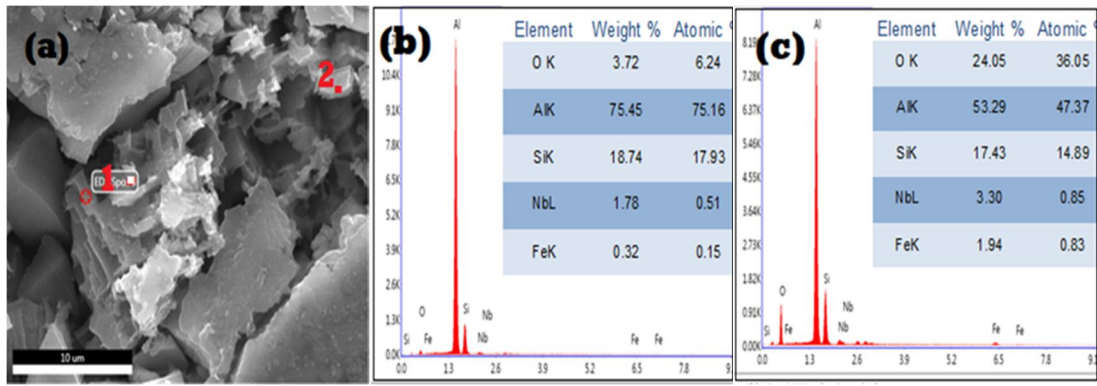 (a)
2.
1
10 um
(b)
Element Weight % Atomic
O K 3.72 6.24
AlK 75.45 75.16
SiK 18.74 17.93
NbL 1.78 0.51
FeK 0.32 0.15
Al
10.4K
9.1K
7.8K
6.5K
5.2K
3.9K
2.6K
1.3K
0.0K
O Si Nb
Si Fe Nb Fe Fe
0.0 1.3 2.6 3.9 5.2 6.5 7.8 9.1
(c)
Element Weight % Atomic
O K 24.05 36.05
AlK 53.29 47.37
SiK 17.43 14.89
NbL 3.30 0.85
FeK 1.94 0.83
Al
8.19K
7.28K
6.37K
5.46K
4.55K
3.64K
2.73K
1.82K
0.91K
0.00K
O Si Nb
Si Fe Nb Fe Fe
0.0 1.3 2.6 3.9 5.2 6.5 7.8 9.1